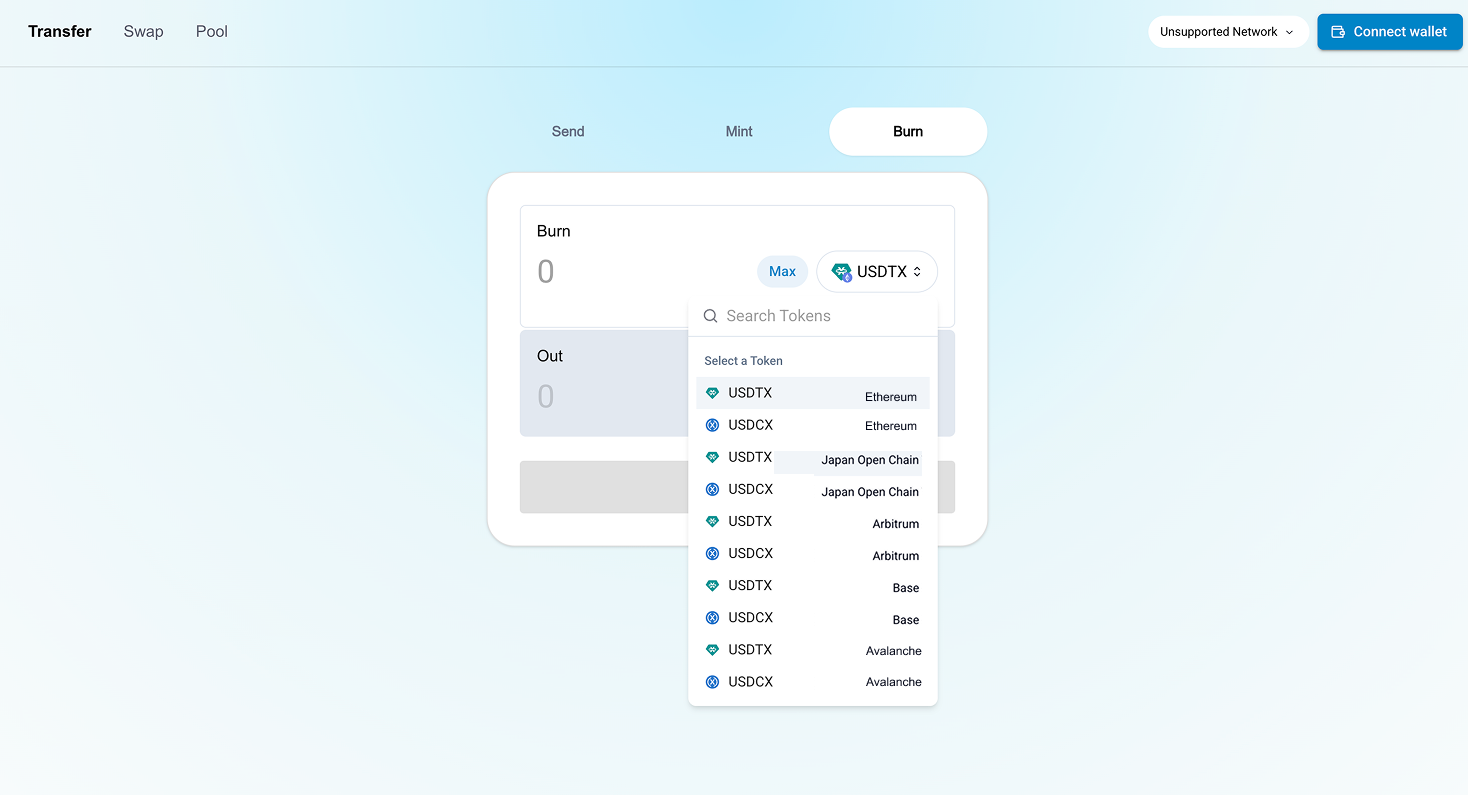 Transfer Swap Pool Unsupported Network Connect wallet
Send Mint Burn
Burn
0 Max USDTX
Search Tokens
Out
Select a Token
0
USDTX Ethereum
USDCX Ethereum
USDTX Japan Open Chain
USDCX Japan Open Chain
USDTX Arbitrum
USDCX Arbitrum
USDTX Base
USDCX Base
USDTX Avalanche
USDCX Avalanche